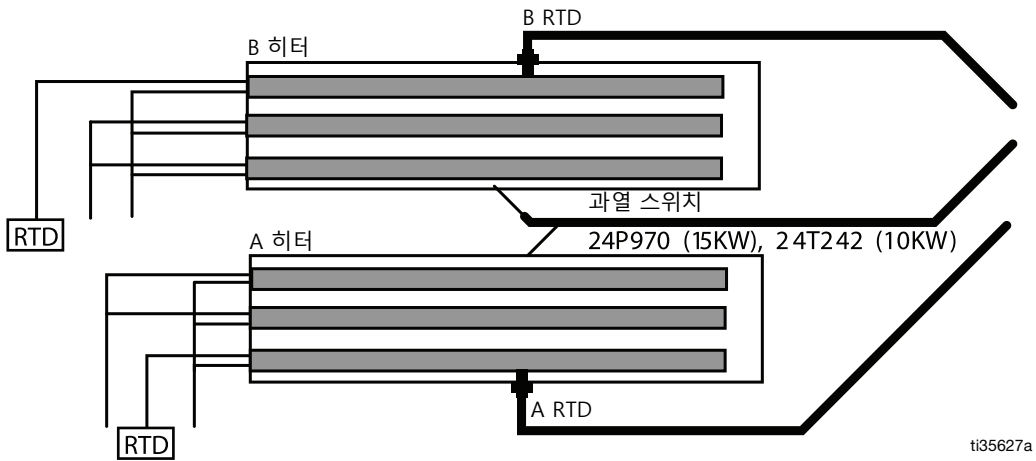 B RTD
B 히터
RTD
과열 스위치
24P970 (15KW), 24T242 (10KW)
A 히터
A RTD
RTD
ti35627a